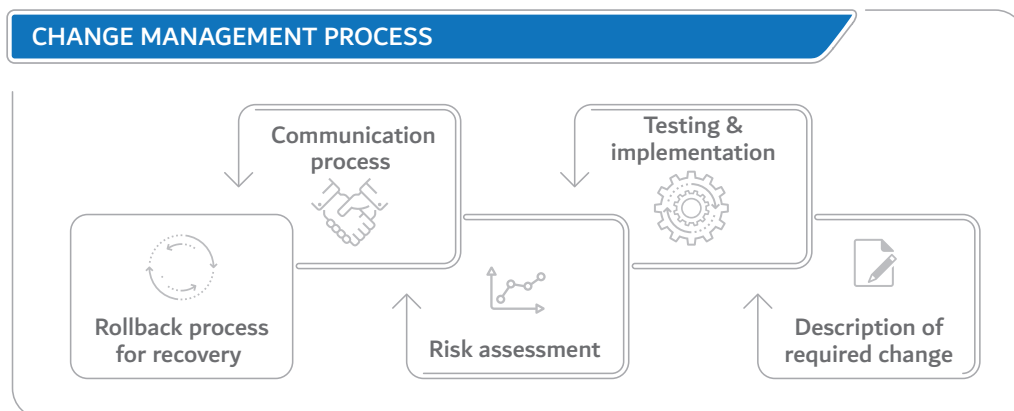 CHANGE MANAGEMENT PROCESS
Communication
process
Testing &
implementation
Rollback process
for recovery
Risk assessment
Description of
required change